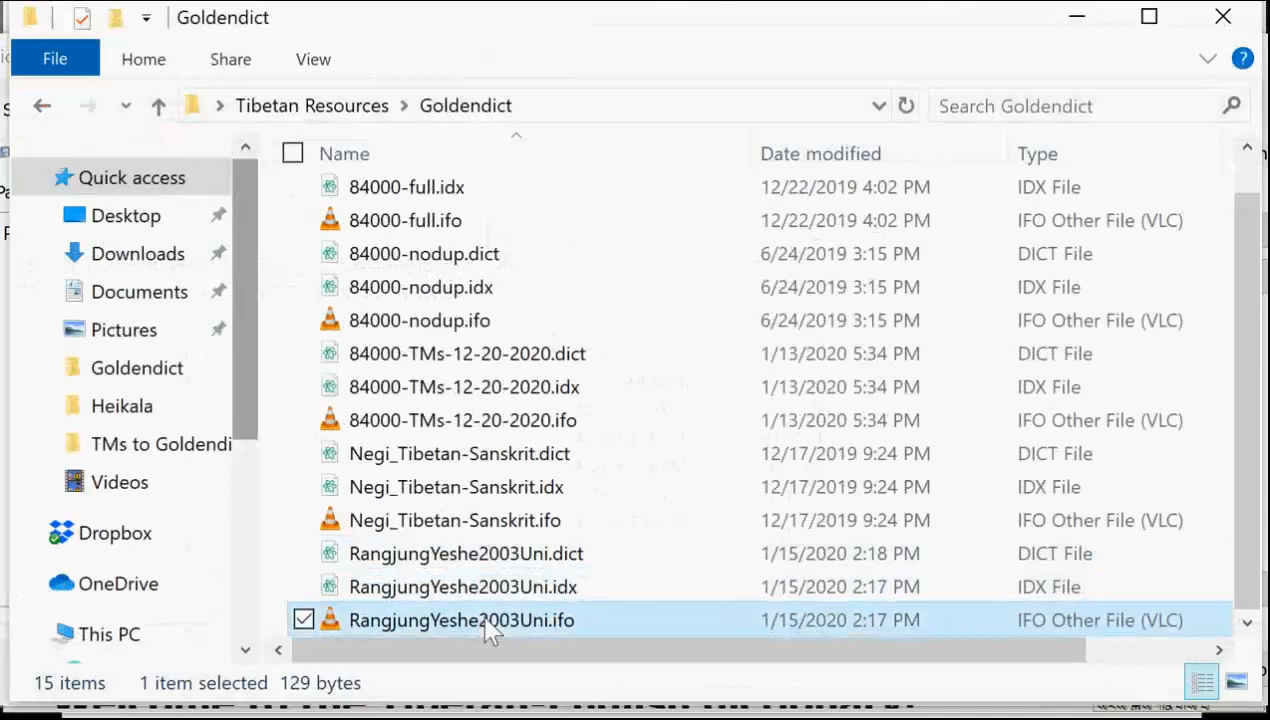 Goldendict
File Home Share View
Tibetan Resources Goldendict Search Goldendict
Name Date modified Type
Quick access
Desktop
Downloads
Documents
Pictures
Goldendict
Heikala
TMs to Goldendi
Videos
Dropbox
OneDrive
This PC
84000-full.idx 12/22/2019 4:02 PM IDX File
84000-full.ifo 12/22/2019 4:02 PM IFO Other File (VLC)
84000-nodup.dict 6/24/2019 3:15 PM DICT File
84000-nodup.idx 6/24/2019 3:15 PM IDX File
84000-nodup.ifo 6/24/2019 3:15 PM IFO Other File (VLC)
84000-TMs-12-20-2020.dict 1/13/2020 5:34 PM DICT File
84000-TMs-12-20-2020.idx 1/13/2020 5:34 PM IDX File
84000-TMs-12-20-2020.ifo 1/13/2020 5:34 PM IFO Other File (VLC)
Negi_Tibetan-Sanskrit.dict 12/17/2019 9:24 PM DICT File
Negi_Tibetan-Sanskrit.idx 12/17/2019 9:24 PM IDX File
Negi_Tibetan-Sanskrit.ifo 12/17/2019 9:24 PM IFO Other File (VLC)
RangjungYeshe2003Uni.dict 1/15/2020 2:18 PM DICT File
RangjungYeshe2003Uni.idx 1/15/2020 2:17 PM IDX File
RangjungYeshe2003Uni.ifo 1/15/2020 2:17 PM IFO Other File (VLC)
15 items 1 item selected 129 bytes